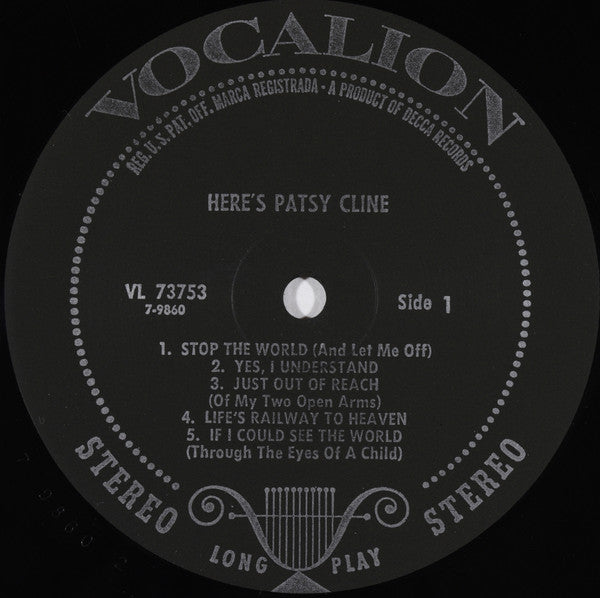 VOCALION
REG. U. S. PAT. OFF. MARCA REGISTRADA · A PRODUCT OF DECCA RECORDS
HERE'S PATSY CLINE
VL 73753
7-9860
Side 1
1. STOP THE WORLD (And Let Me Off)
2. YES, I UNDERSTAND
3. JUST OUT OF REACH
(Of My Two Open Arms)
4. LIFE'S RAILWAY TO HEAVEN
5. IF I COULD SEE THE WORLD
(Through The Eyes Of A Child)
STEREO
LONG PLAY
STEREO